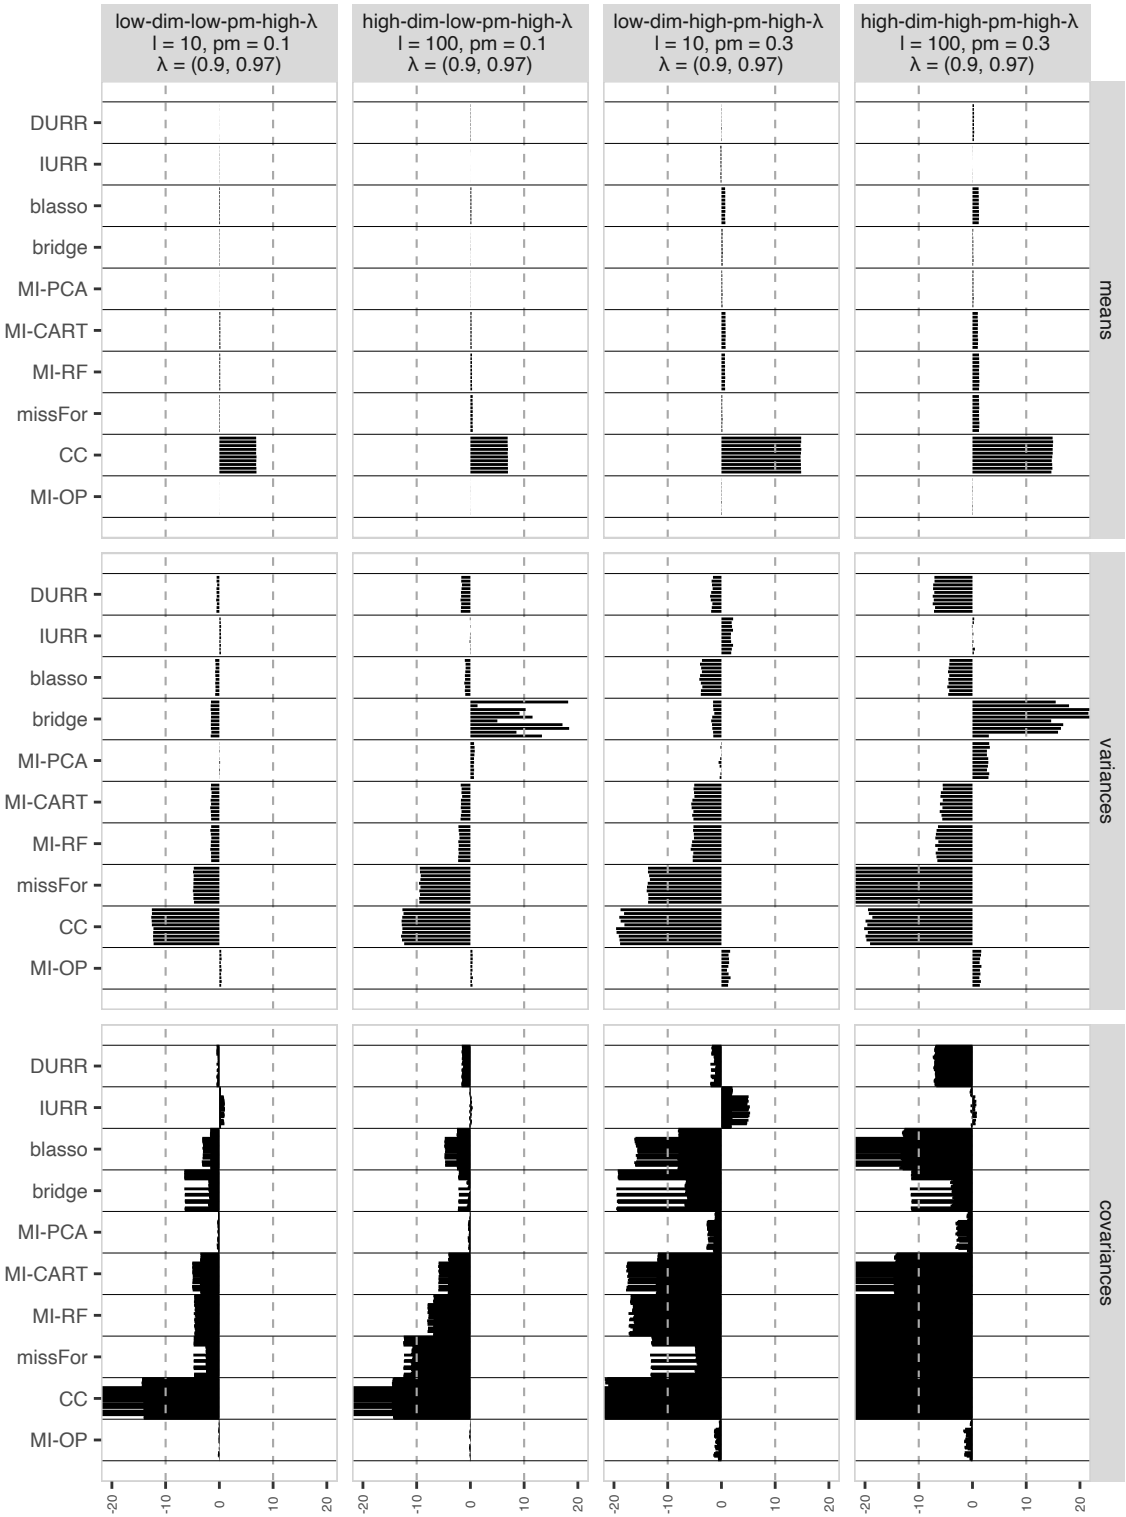 low-dim-low-pm-high-λ
l = 10, pm = 0.1
λ = (0.9, 0.97)
high-dim-low-pm-high-λ
l = 100, pm = 0.1
λ = (0.9, 0.97)
low-dim-high-pm-high-λ
l = 10, pm = 0.3
λ = (0.9, 0.97)
high-dim-high-pm-high-λ
l = 100, pm = 0.3
λ = (0.9, 0.97)
DURR
IURR
blasso
bridge
MI-PCA
MI-CART
MI-RF
missFor
CC
MI-OP
means
DURR
IURR
blasso
bridge
MI-PCA
MI-CART
MI-RF
missFor
CC
MI-OP
variances
DURR
IURR
blasso
bridge
MI-PCA
MI-CART
MI-RF
missFor
CC
MI-OP
covariances
-20
-10
0
10
20
-20
-10
0
10
20
-20
-10
0
10
20
-20
-10
0
10
20